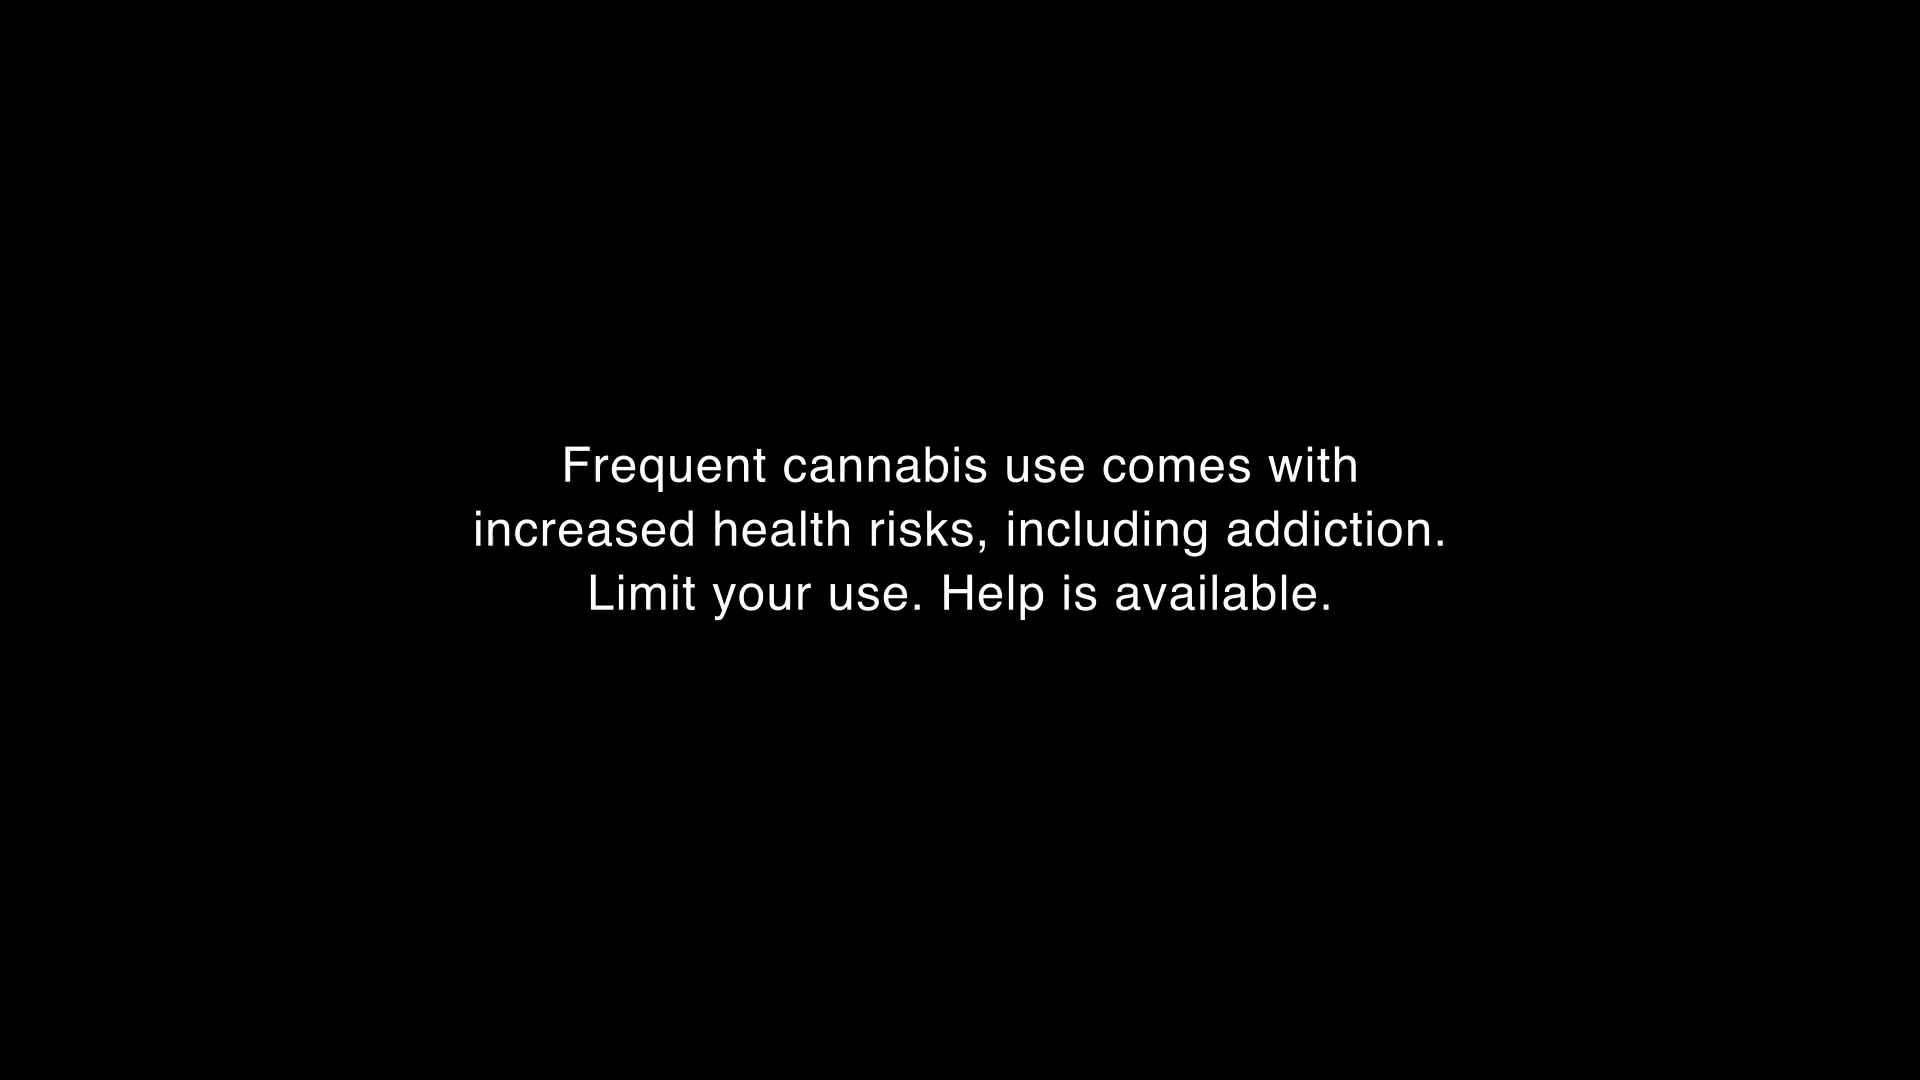 Frequent cannabis use comes with
increased health risks, including addiction.
Limit your use. Help is available.